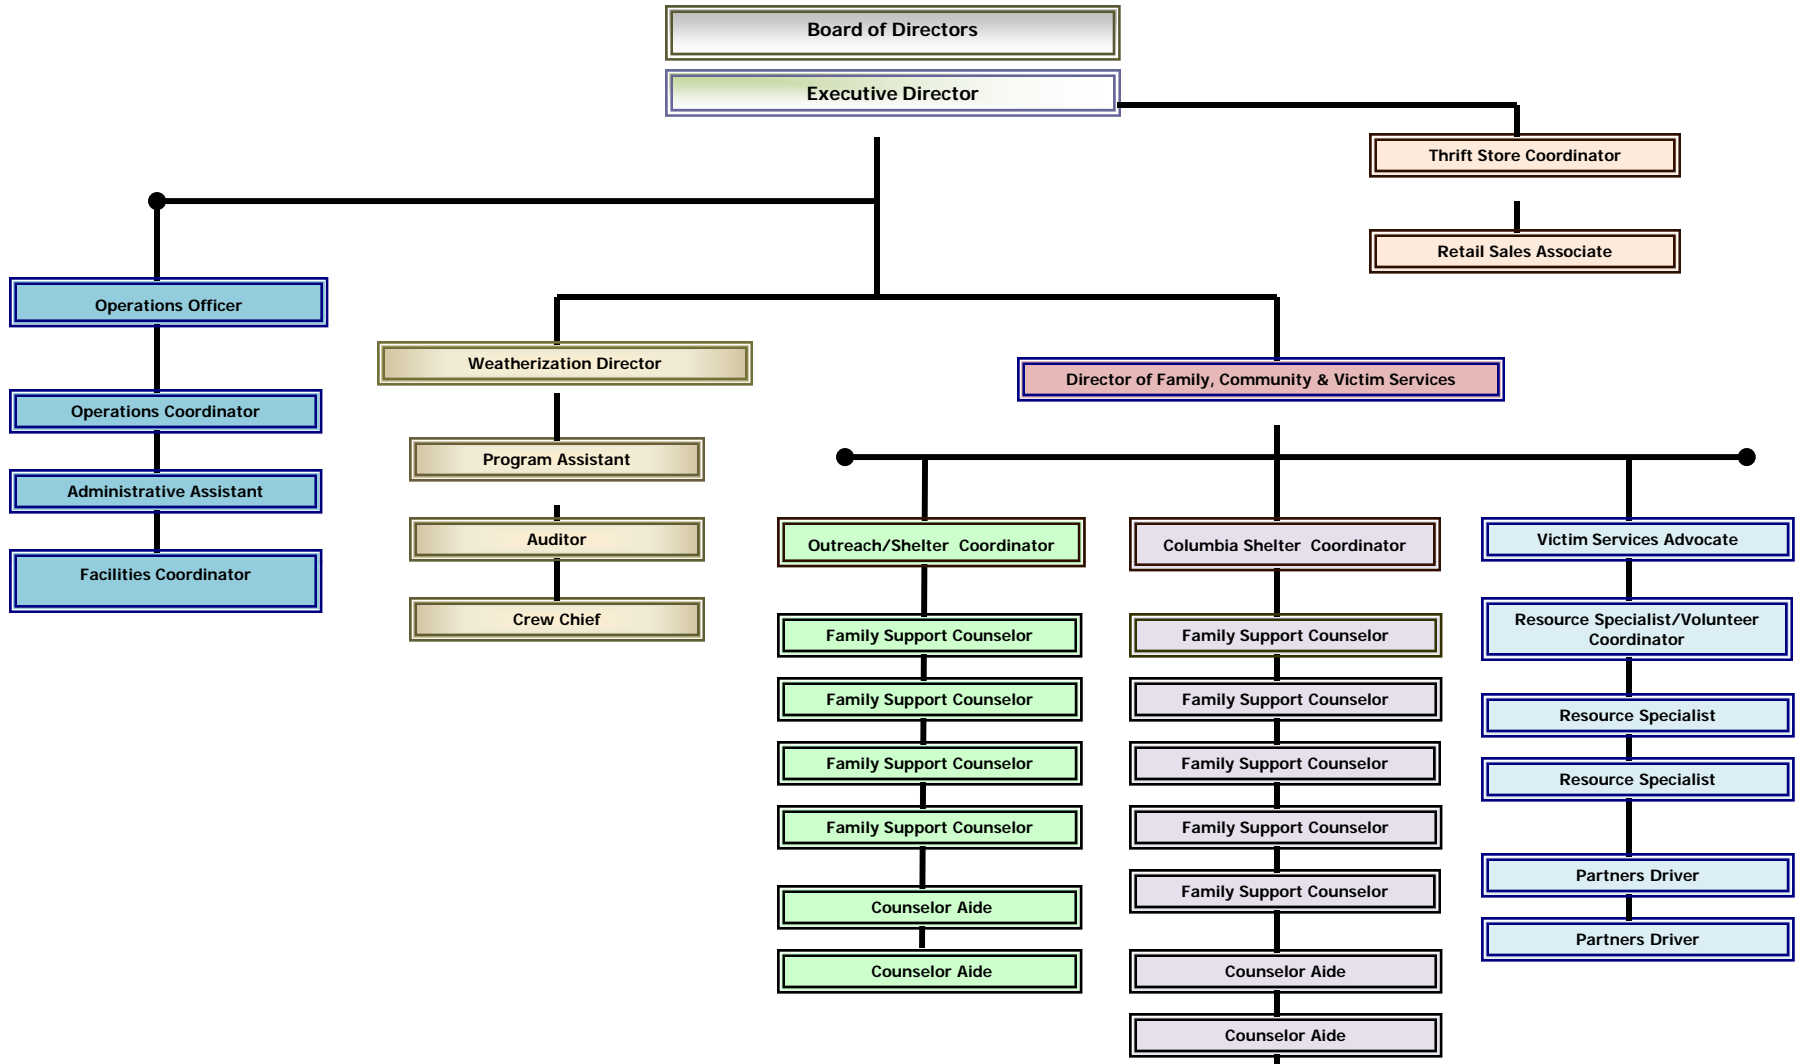 Board of Directors
Executive Director
Thrift Store Coordinator
Retail Sales Associate
Operations Officer
Operations Coordinator
Administrative Assistant
Facilities Coordinator
Weatherization Director
Program Assistant
Auditor
Crew Chief
Director of Family, Community & Victim Services
Outreach/Shelter Coordinator
Family Support Counselor
Family Support Counselor
Family Support Counselor
Family Support Counselor
Counselor Aide
Counselor Aide
Columbia Shelter Coordinator
Family Support Counselor
Family Support Counselor
Family Support Counselor
Family Support Counselor
Family Support Counselor
Counselor Aide
Counselor Aide
Victim Services Advocate
Resource Specialist/Volunteer
Coordinator
Resource Specialist
Resource Specialist
Partners Driver
Partners Driver